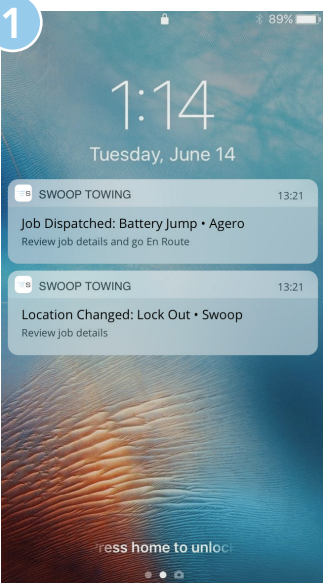 1
89%
1:14
Tuesday, June 14
S SWOOP TOWING 13:21
Job Dispatched: Battery Jump • Agero
Review job details and go En Route
S SWOOP TOWING 13:21
Location Changed: Lock Out • Swoop
Review job details
ress home to unloc